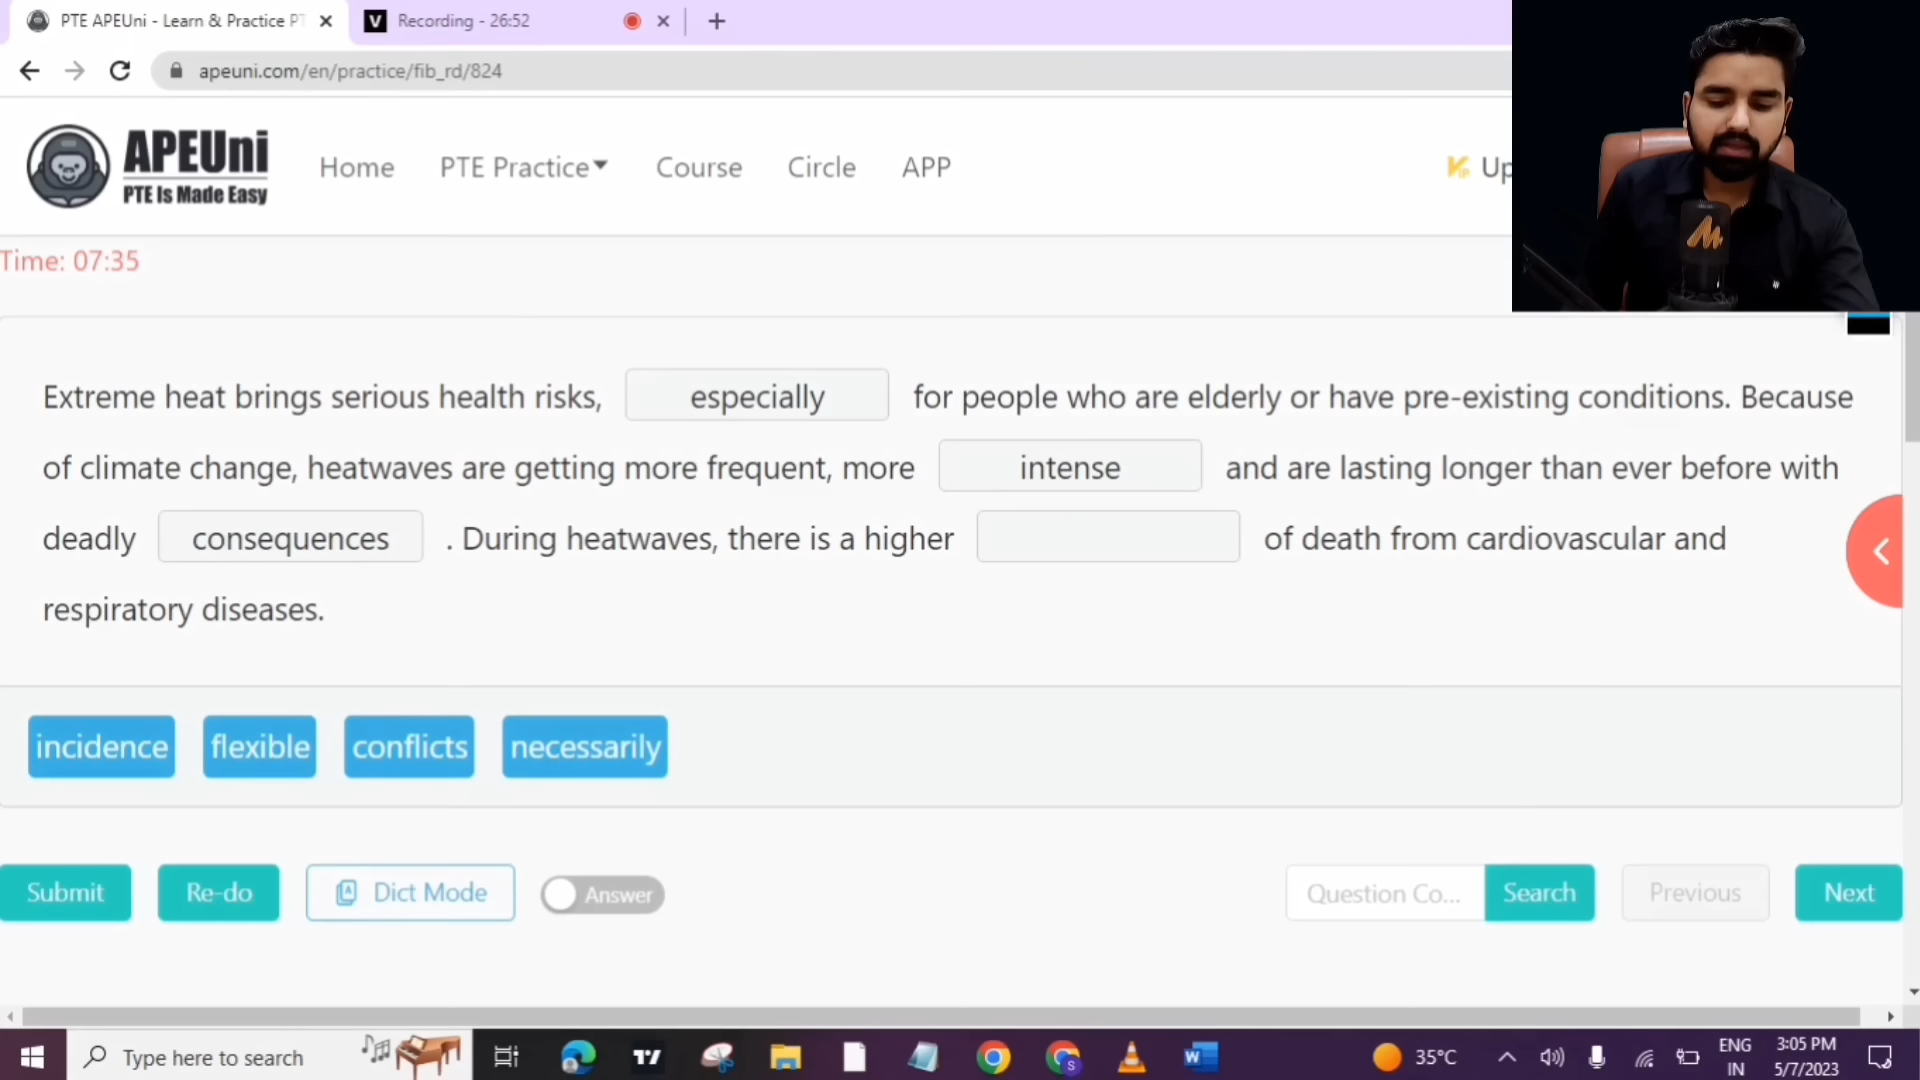 PTE APEUni - Learn & Practice PT
V Recording - 26:52
apeuni.com/en/practice/fib_rd/824
APEUni
PTE Is Made Easy
Home PTE Practice Course Circle APP Up
Time: 07:35
Extreme heat brings serious health risks, especially for people who are elderly or have pre-existing conditions. Because
of climate change, heatwaves are getting more frequent, more intense and are lasting longer than ever before with
deadly consequences . During heatwaves, there is a higher of death from cardiovascular and
respiratory diseases.
incidence flexible conflicts necessarily
Submit Re-do Dict Mode Answer Question Co... Search Previous Next
Type here to search 35°C ENG IN 3:05 PM 5/7/2023